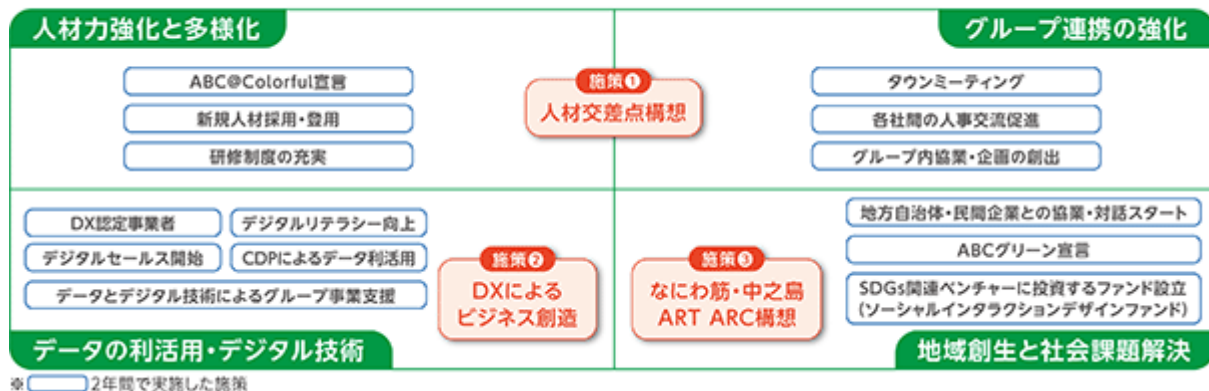 人材力強化と多様化
グループ連携の強化
ABC@Colorful宣言
新規人材採用・登用
研修制度の充実
施策❶
人材交差点構想
タウンミーティング
各社間の人事交流促進
グループ内協業・企画の創出
DX認定事業者
デジタルリテラシー向上
デジタルセールス開始
CDPによるデータ利活用
データとデジタル技術によるグループ事業支援
施策❷
DXによる
ビジネス創造
施策❸
なにわ筋・中之島
ART ARC構想
地方自治体・民間企業との協業・対話スタート
ABCグリーン宣言
SDGs関連ベンチャーに投資するファンド設立
(ソーシャルインタラクションデザインファンド)
データの利活用・デジタル技術
地域創生と社会課題解決
※ 2年間で実施した施策